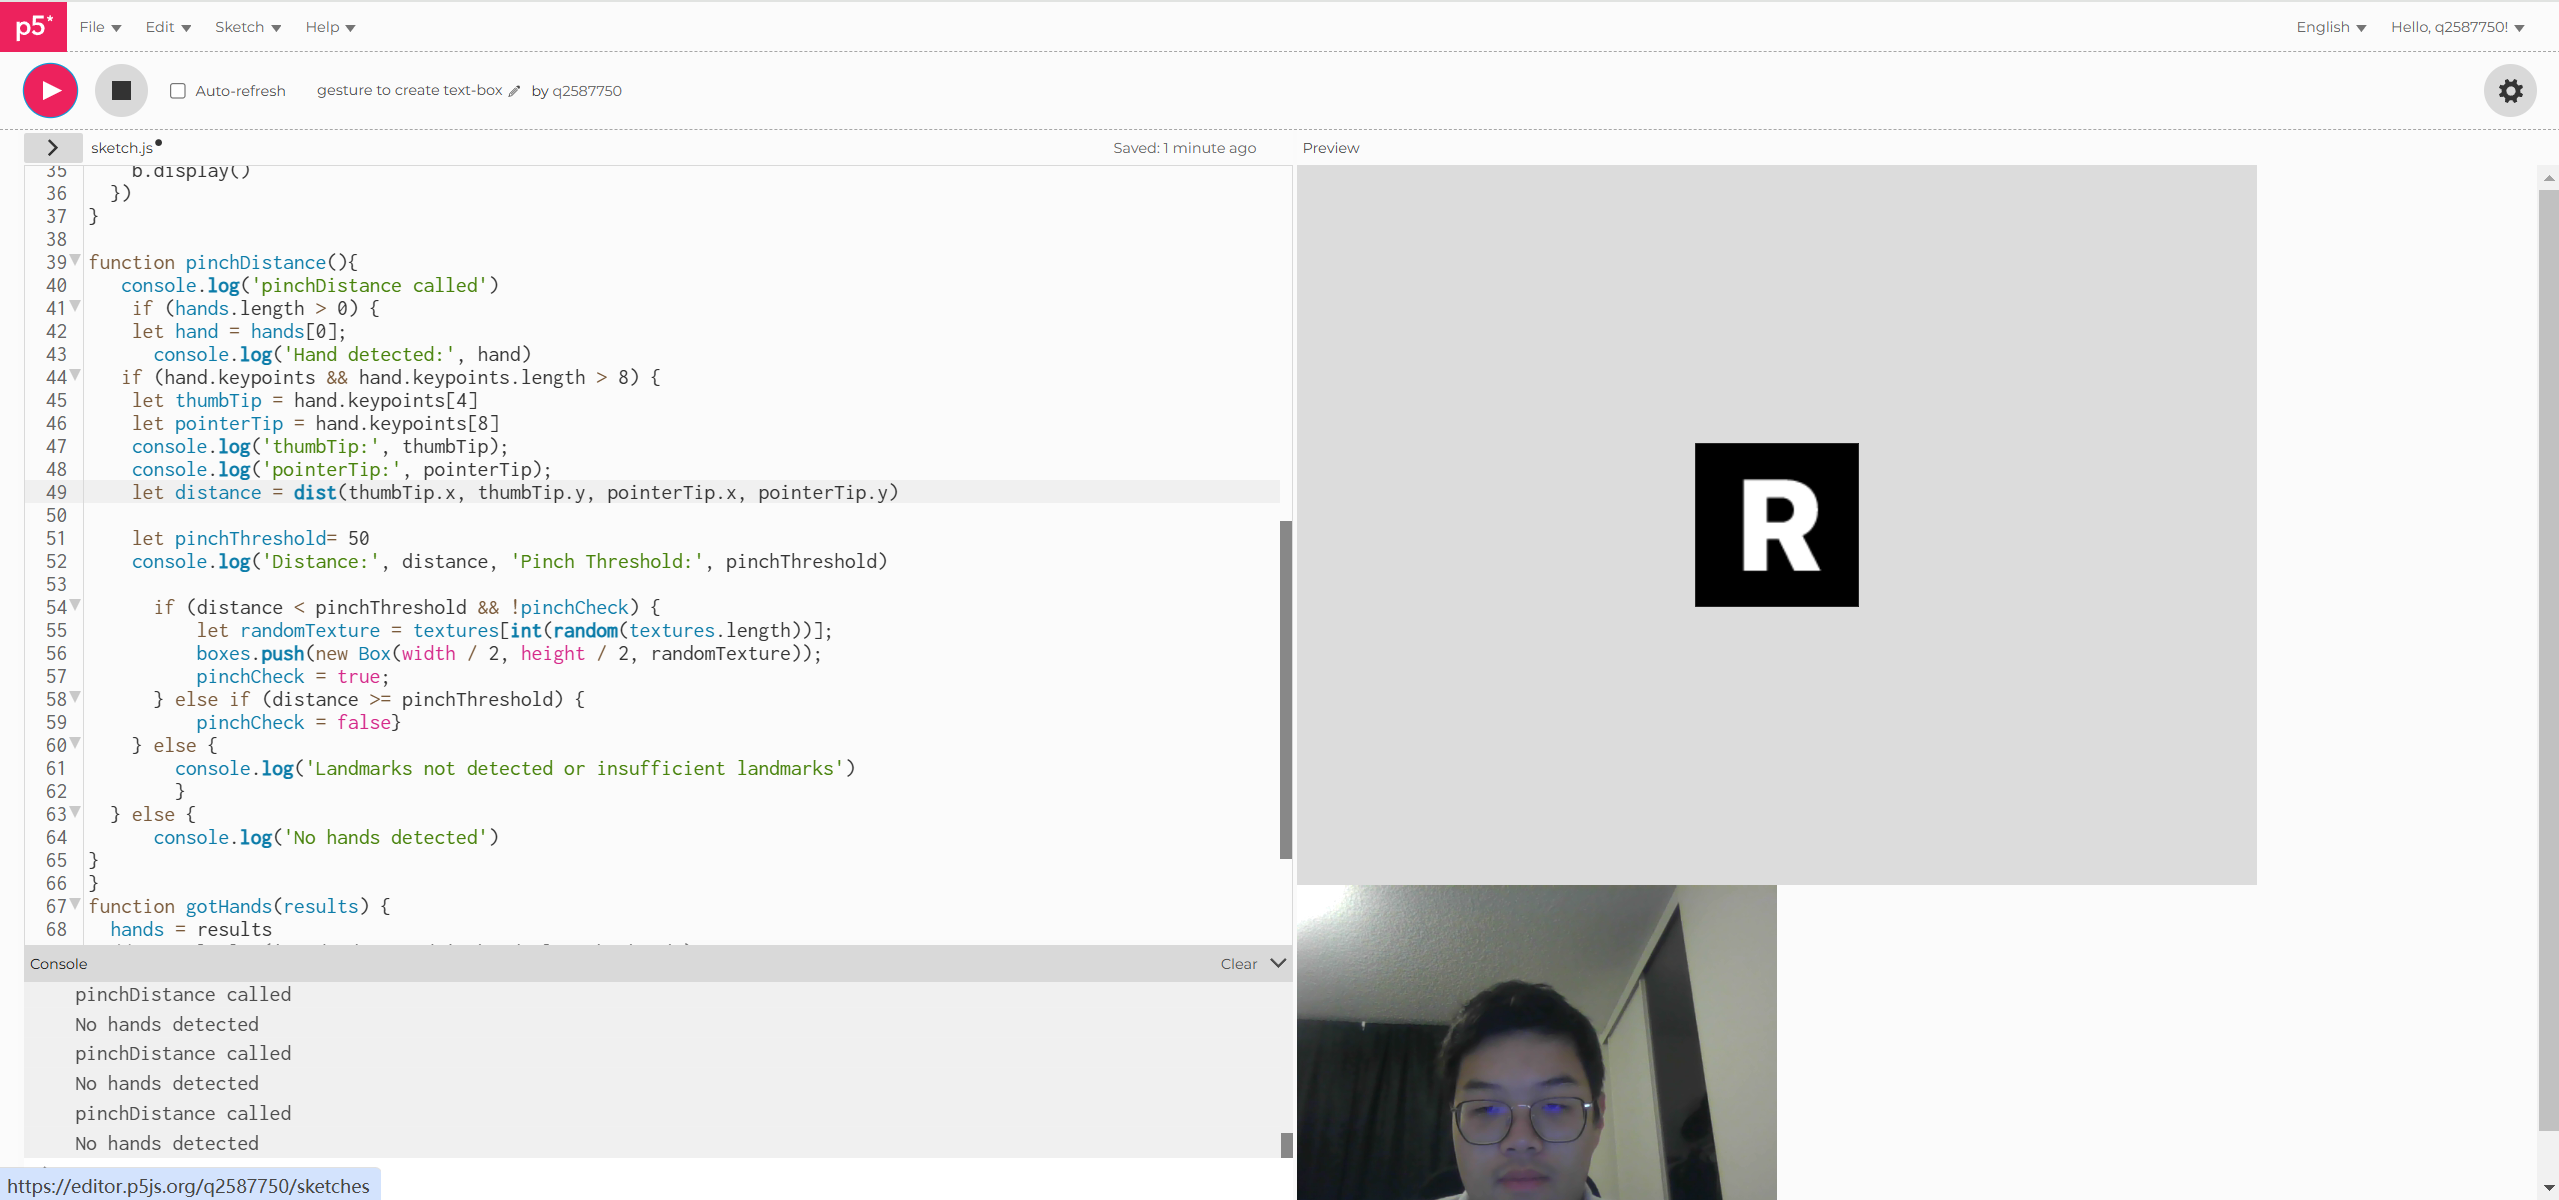 p5*
File
Edit
Sketch
Help
English
Hello, q2587750!
Auto-refresh
gesture to create text-box
by q2587750
sketch.js
Saved: 1 minute ago
Preview
35 b.display()
36 })
37 }
38
39 function pinchDistance(){
40 console.log('pinchDistance called')
41 if (hands.length > 0) {
42 let hand = hands[0];
43 console.log('Hand detected:', hand)
44 if (hand.keypoints && hand.keypoints.length > 8) {
45 let thumbTip = hand.keypoints[4]
46 let pointerTip = hand.keypoints[8]
47 console.log('thumbTip:', thumbTip);
48 console.log('pointerTip:', pointerTip);
49 let distance = dist(thumbTip.x, thumbTip.y, pointerTip.x, pointerTip.y)
50
51 let pinchThreshold= 50
52 console.log('Distance:', distance, 'Pinch Threshold:', pinchThreshold)
53
54 if (distance < pinchThreshold && !pinchCheck) {
55 let randomTexture = textures[int(random(textures.length))];
56 boxes.push(new Box(width / 2, height / 2, randomTexture));
57 pinchCheck = true;
58 } else if (distance >= pinchThreshold) {
59 pinchCheck = false}
60 } else {
61 console.log('Landmarks not detected or insufficient landmarks')
62 }
63 } else {
64 console.log('No hands detected')
65 }
66 }
67 function gotHands(results) {
68 hands = results
R
Console
Clear
pinchDistance called
No hands detected
pinchDistance called
No hands detected
pinchDistance called
No hands detected
https://editor.p5js.org/q2587750/sketches